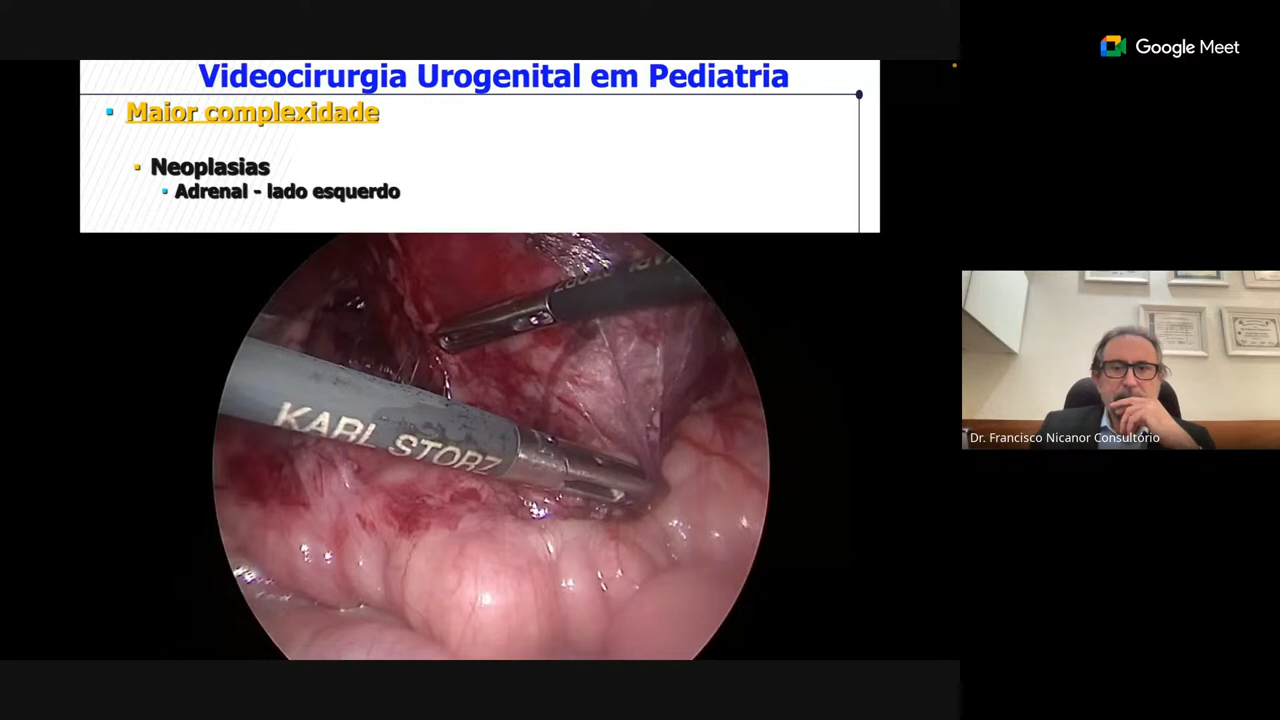 Google Meet
Videocirurgia Urogenital em Pediatria
Maior complexidade
Neoplasias
Adrenal - lado esquerdo
KARL STORZ
Dr. Francisco Nicanor Consultório